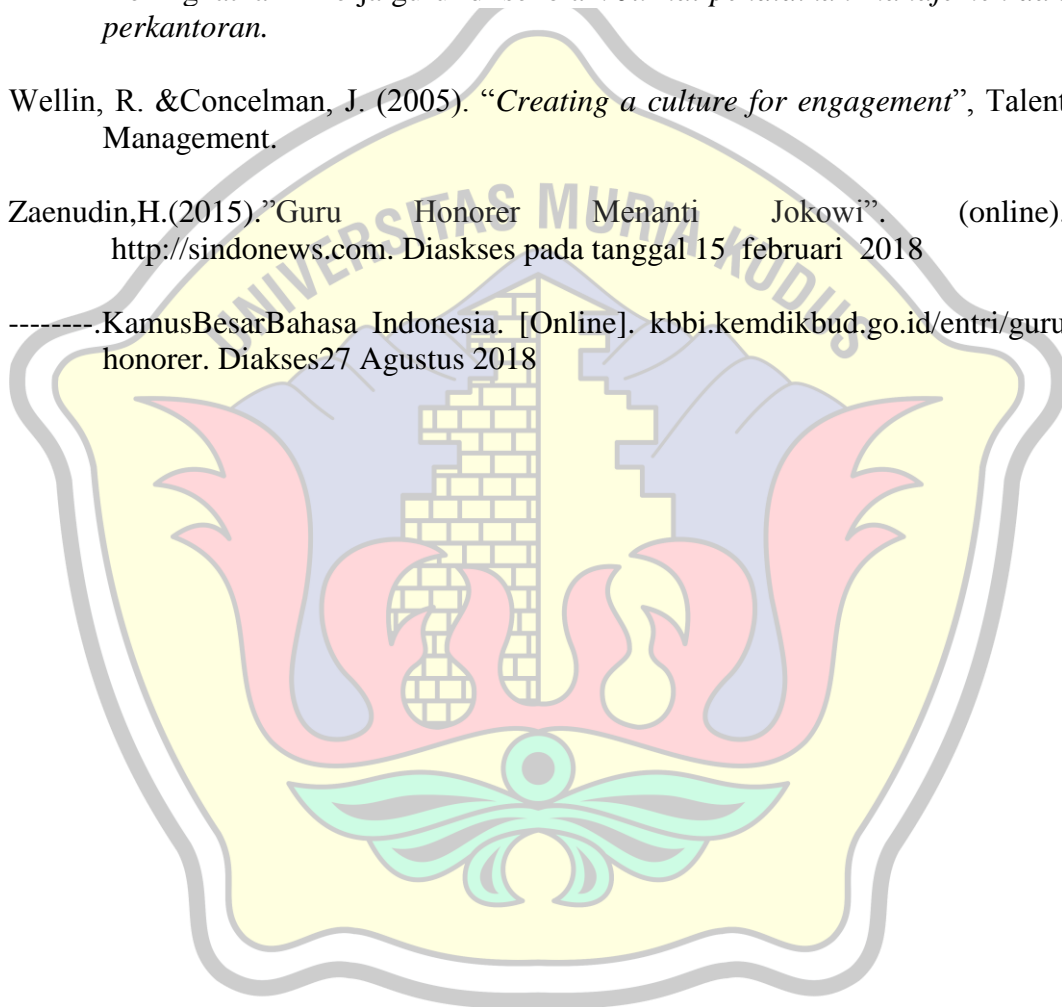 perkantoran.
Wellin, R. &Concelman, J. (2005). “Creating a culture for engagement”, Talent
Management.
Zaenudin,H.(2015).”Guru Honorer Menanti Jokowi”. (online).
http://sindonews.com. Diaskses pada tanggal 15 februari 2018
--------.KamusBesarBahasa Indonesia. [Online]. kbbi.kemdikbud.go.id/entri/guru
honorer. Diakses27 Agustus 2018
UNIVERSITAS MURIA KUDUS